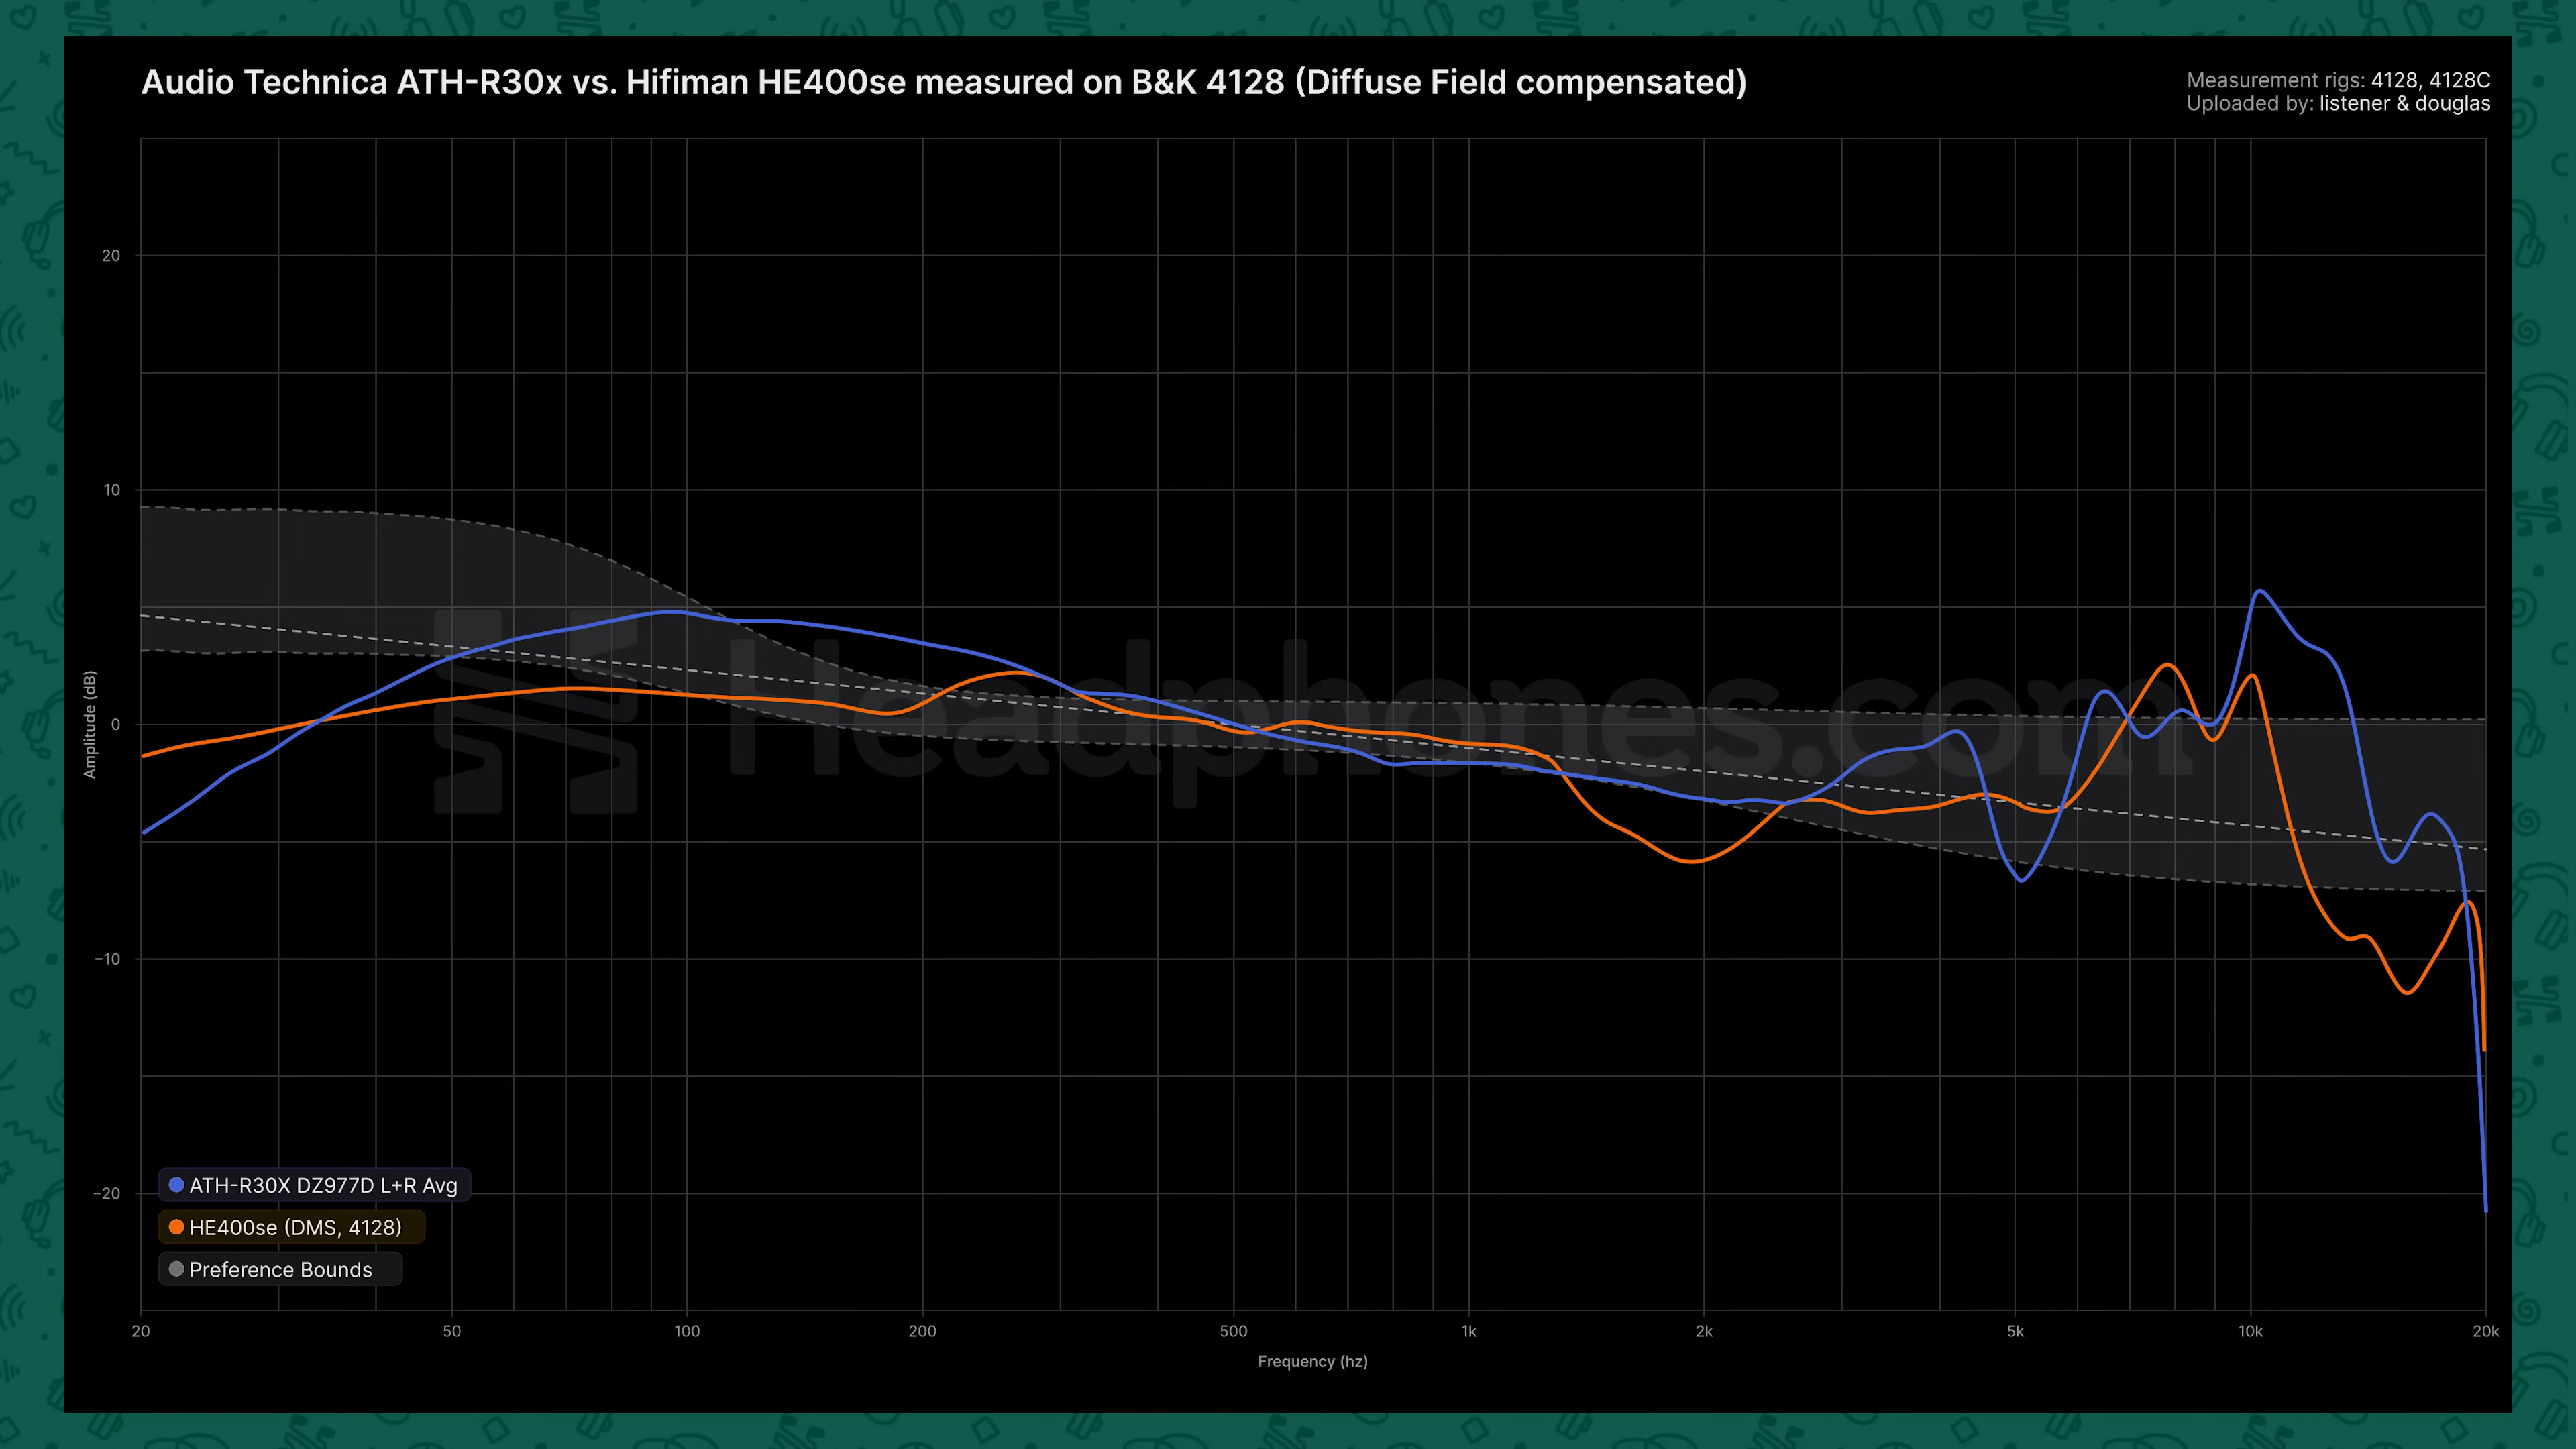 Audio Technica ATH-R30x vs. Hifiman HE400se measured on B&K 4128 (Diffuse Field compensated)
Measurement rigs: 4128, 4128C
Uploaded by: listener & douglas
20
10
0
−10
−20
Amplitude (dB)
Headphones.com
ATH-R30X DZ977D L+R Avg
HE400se (DMS, 4128)
Preference Bounds
20 50 100 200 500 1k 2k 5k 10k 20k
Frequency (hz)